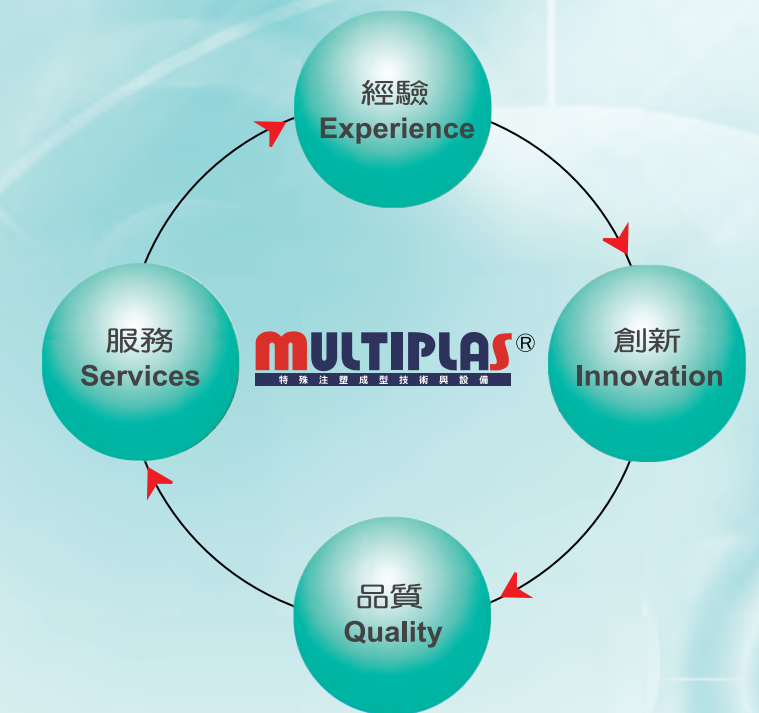 經驗
Experience
服務
Services
MULTIPLAS®
特殊注塑成型技術與設備
創新
Innovation
品質
Quality